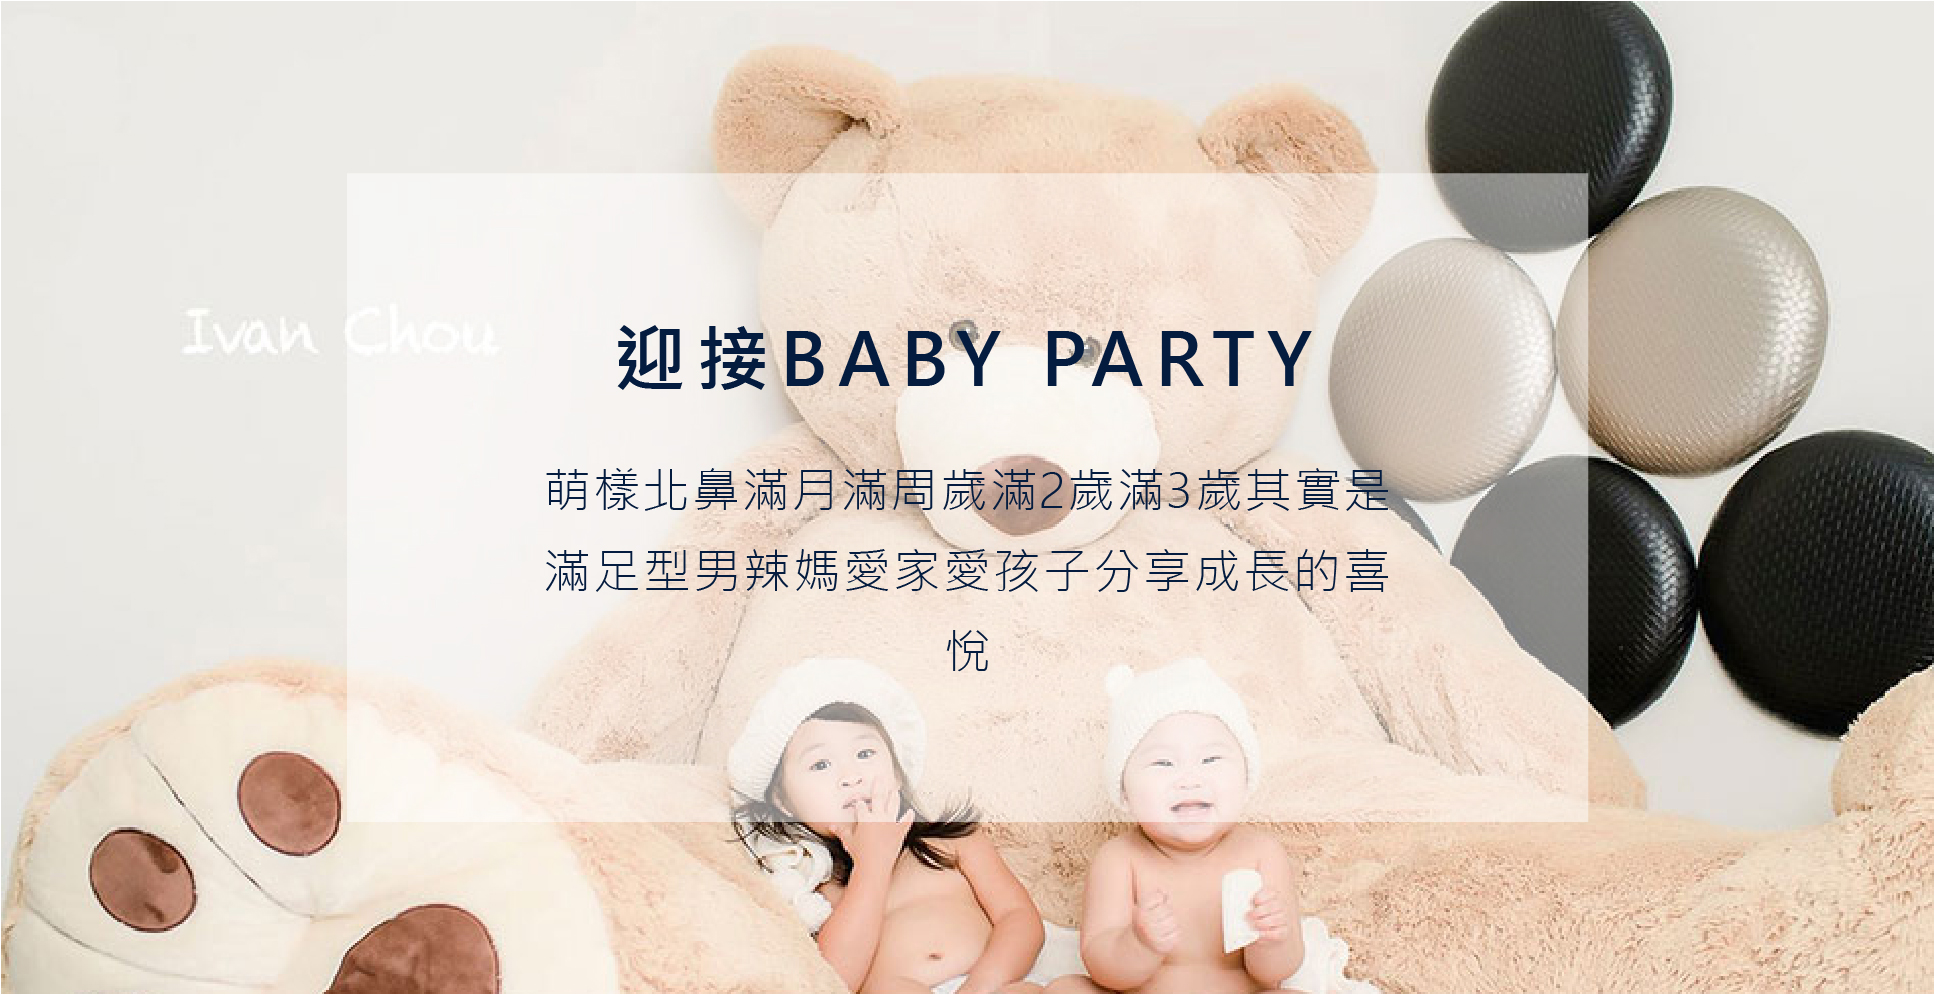 Ivan Chou
迎接BABY PARTY
萌樣北鼻滿月滿周歲滿2歲滿3歲其實是
滿足型男辣媽愛家愛孩子分享成長的喜
悅